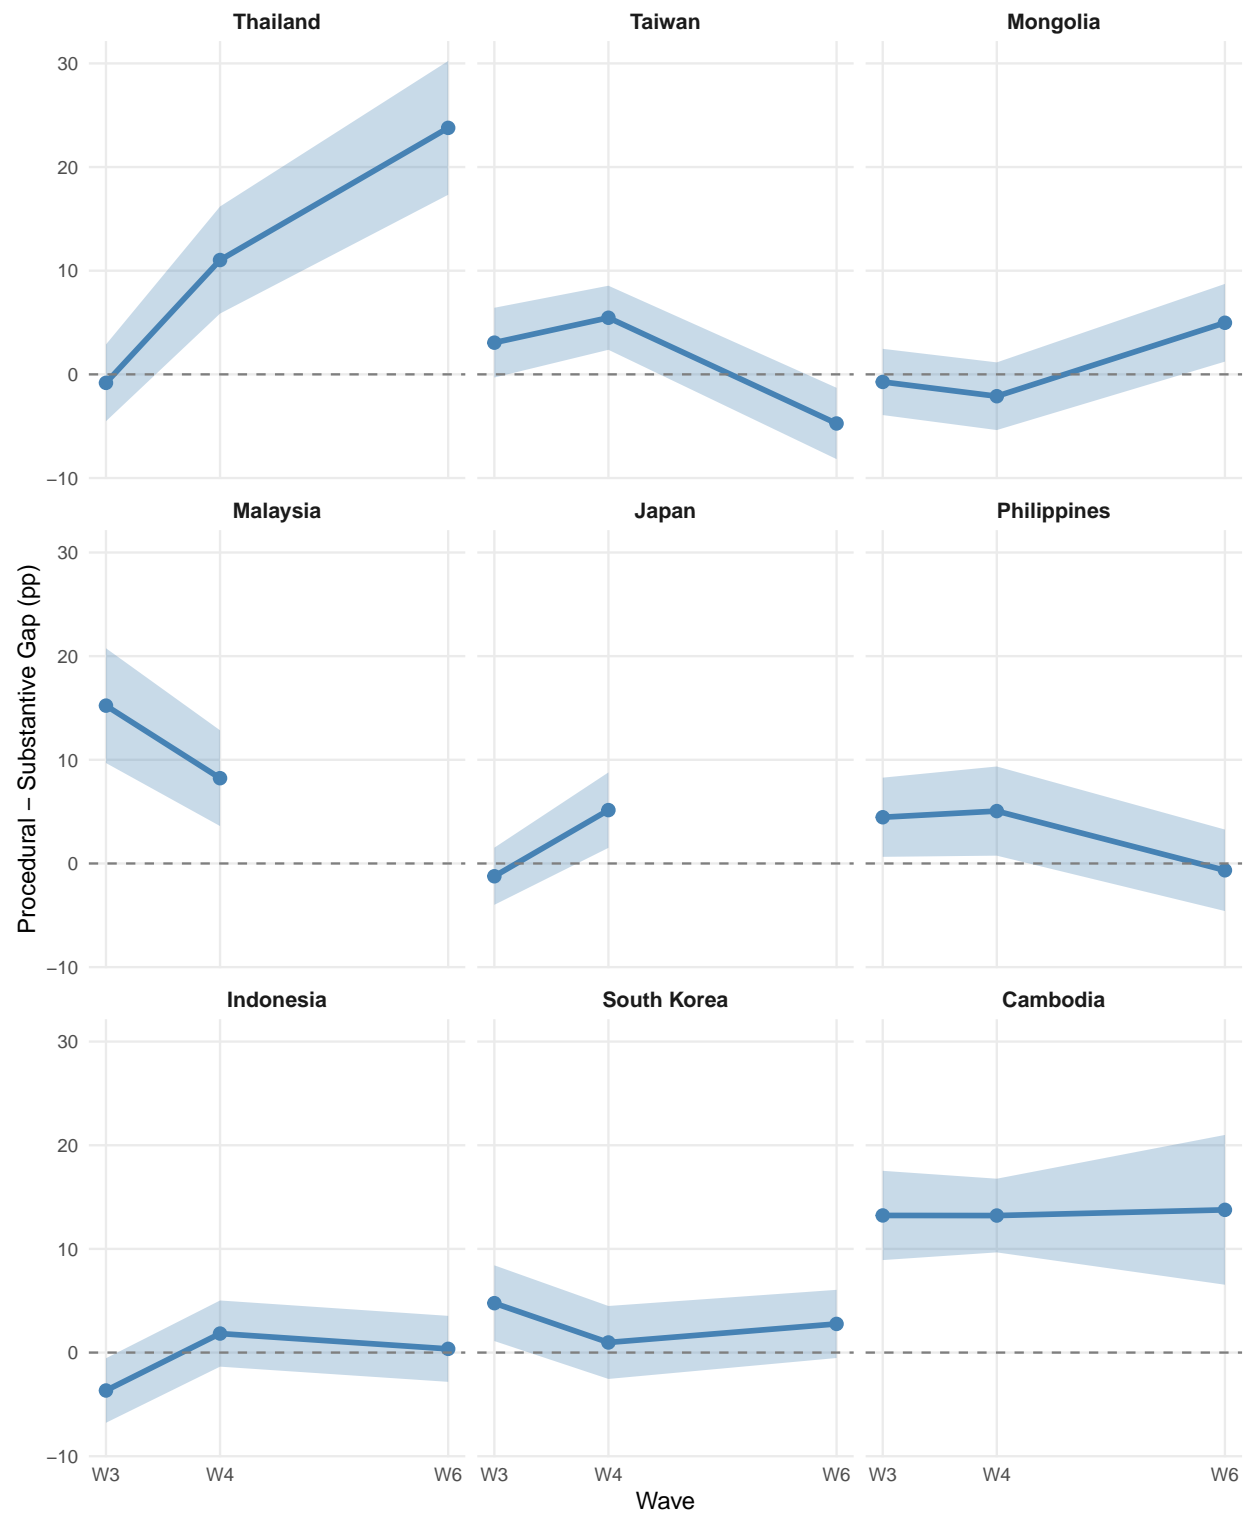 Thailand
Taiwan
Mongolia
30
20
10
0
−10
Malaysia
Japan
Philippines
30
20
10
0
−10
Procedural − Substantive Gap (pp)
Indonesia
South Korea
Cambodia
30
20
10
0
−10
W3 W4 W6 W3 W4 W6 W3 W4 W6
Wave